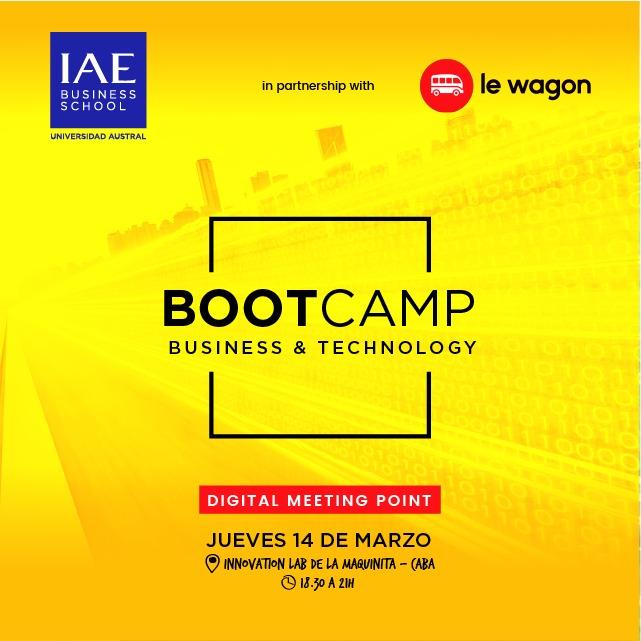 IAE
BUSINESS
SCHOOL
UNIVERSIDAD AUSTRAL
in partnership with
le wagon
BOOTCAMP
BUSINESS & TECHNOLOGY
DIGITAL MEETING POINT
JUEVES 14 DE MARZO
INNOVATION LAB DE LA MAQUINITA – CABA
18.30 A 21H